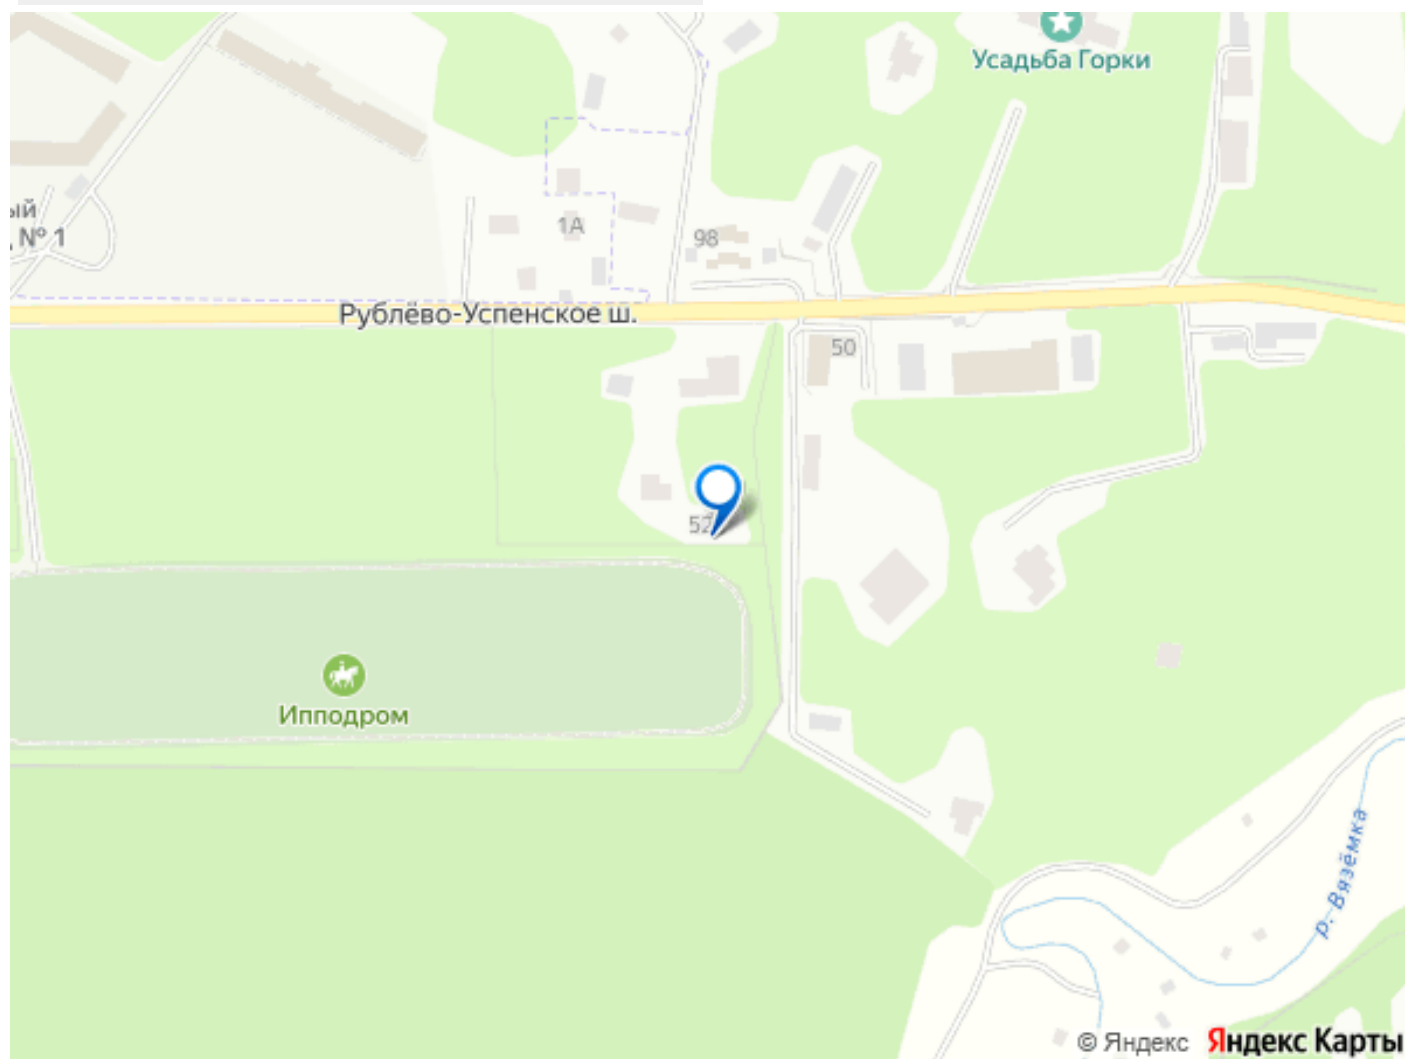 Усадьба Горки
ый
№ 1
1А
98
Рублёво-Успенское ш.
50
52
Ипподром
р. Вязёмка
© Яндекс Яндекс Карты